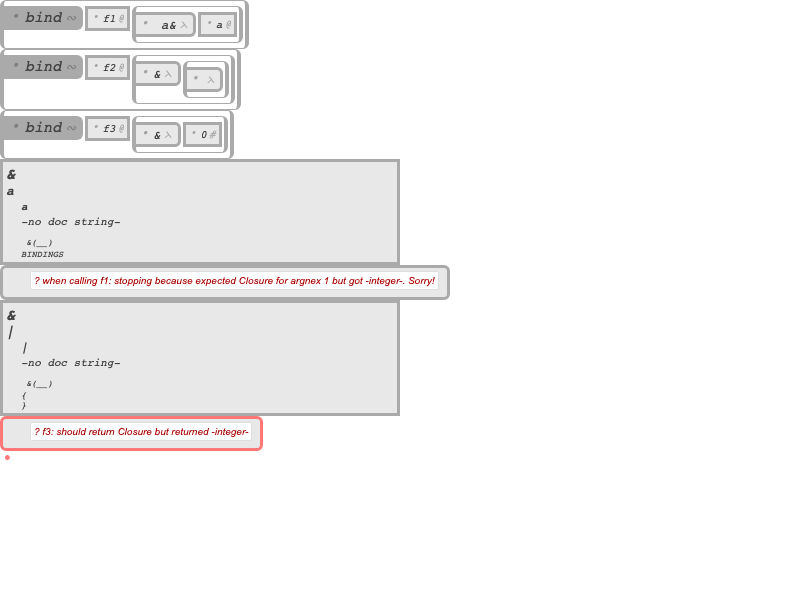 * bind ~ * f1 @ * a& λ * a @
* bind ~ * f2 @ * & λ * λ
* bind ~ * f3 @ * & λ * 0 #
&
a
a
-no doc string-
&(__)
BINDINGS
? when calling f1: stopping because expected Closure for argnex 1 but got -integer-. Sorry!
&
|
|
-no doc string-
&(__)
{
}
? f3: should return Closure but returned -integer-